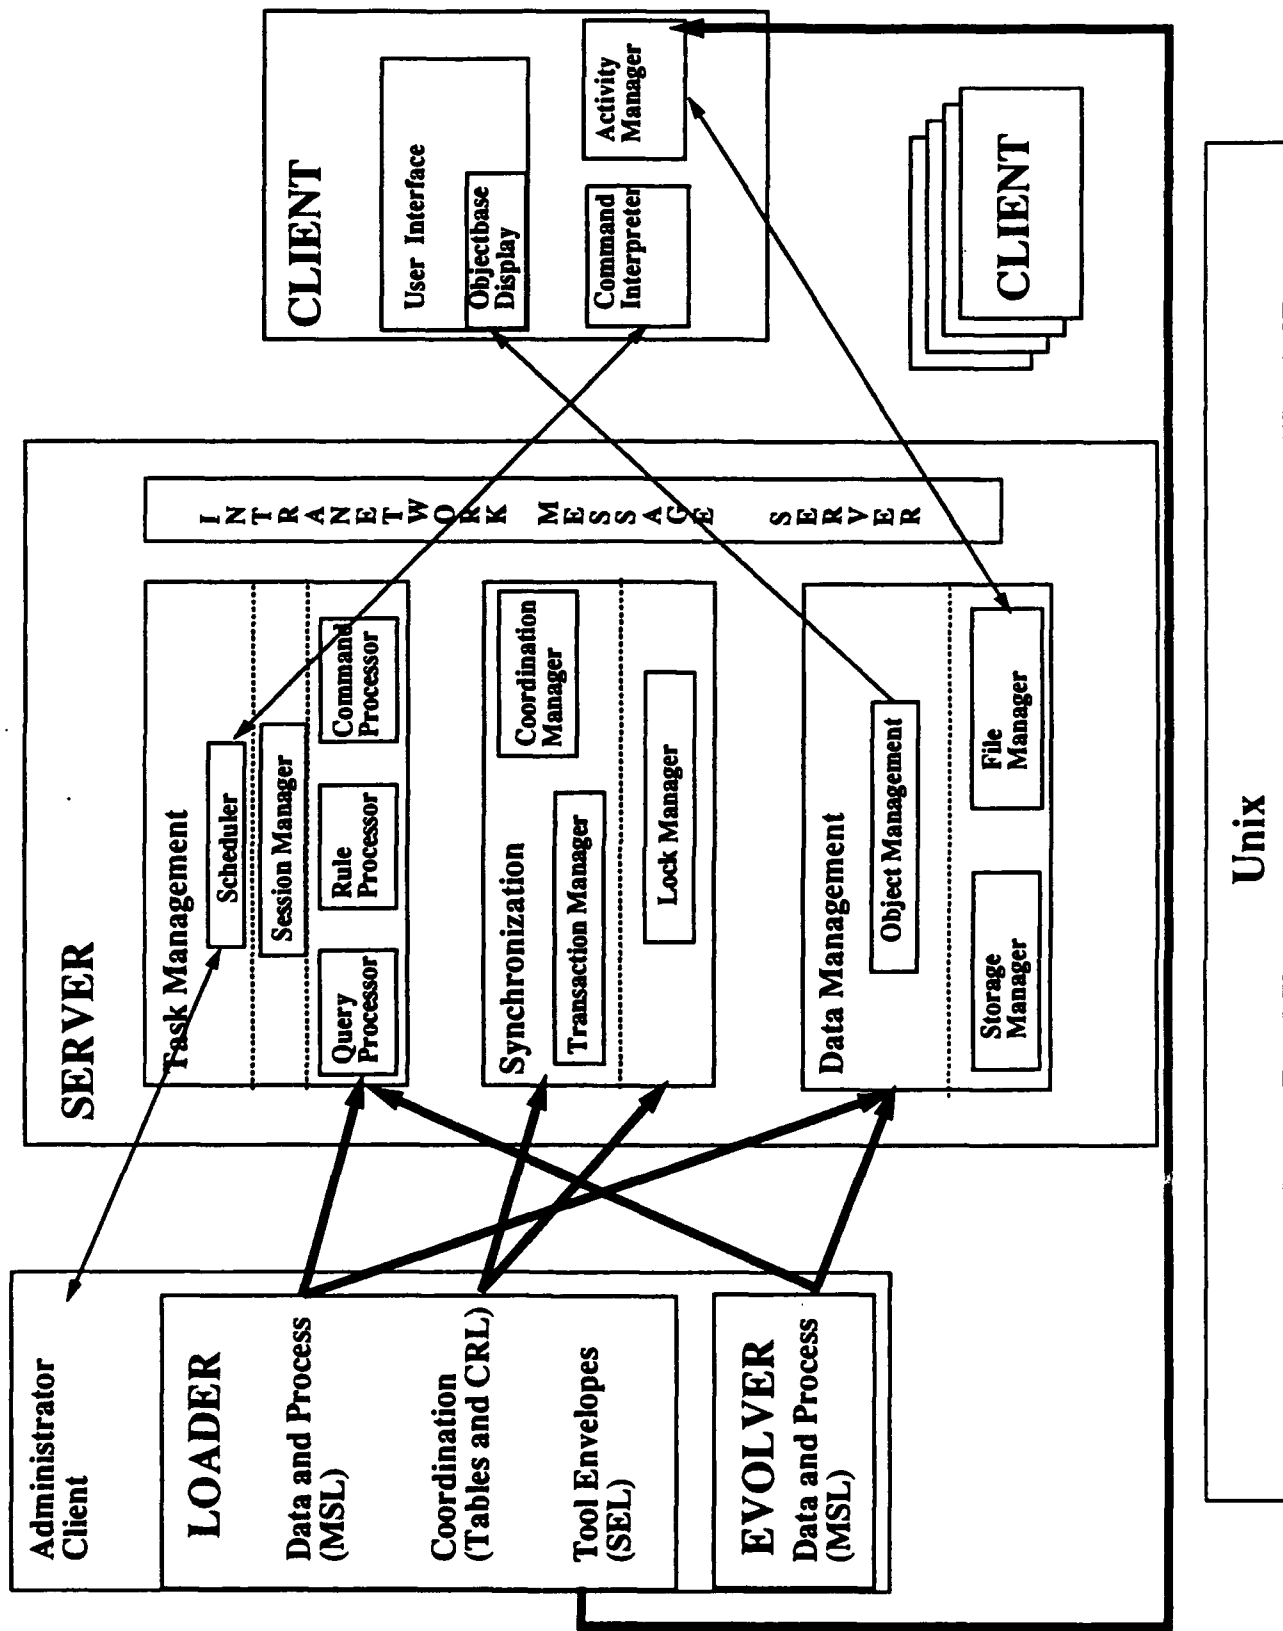 Administrator
Client
LOADER
Data and Process
(MSL)
Coordination
(Tables and CRL)
Tool Envelopes
(SEL)
EVOLVER
Data and Process
(MSL)
SERVER
Task Management
Scheduler
Session Manager
Query
Processor
Rule
Processor
Command
Processor
Synchronization
Coordination
Manager
Transaction Manager
Lock Manager
Data Management
Object Management
Storage
Manager
File
Manager
INTRANETWORK MESSAGE SERVER
CLIENT
User Interface
Objectbase
Display
Command
Interpreter
Activity
Manager
CLIENT
Unix